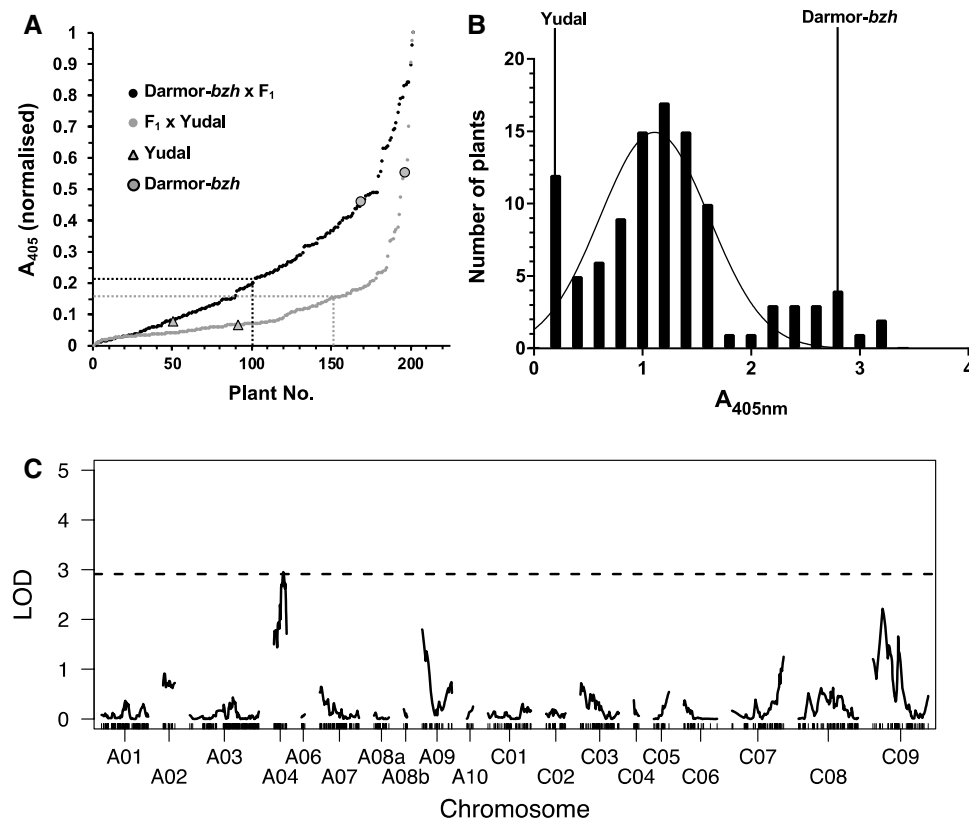 A
A405 (normalised)
1
0.9
0.8
0.7
0.6
0.5
0.4
0.3
0.2
0.1
0
Darmor-bzh x F1
F1 x Yudal
Yudal
Darmor-bzh
0 50 100 150 200
Plant No.
B
Yudal Darmor-bzh
Number of plants
20
15
10
5
0
0 1 2 3 4
A405nm
C
LOD
5
4
3
2
1
0
A01 A03 A06 A08a A09 C01 C03 C05 C07 C09
A02 A04 A07 A08b A10 C02 C04 C06 C08
Chromosome